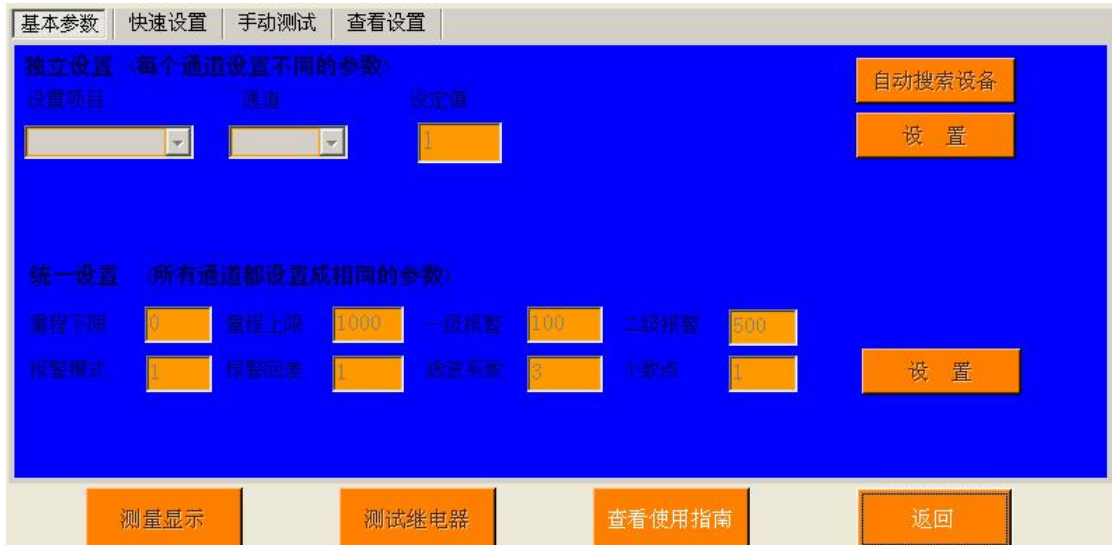 基本参数 快速设置 手动测试 查看设置
独立设置 (每个通道设置不同的参数)
自动搜索设备
设置项目 通道 设定值
1
设 置
统一设置 (所有通道都设置成相同的参数)
量程下限 0 量程上限 1000 一级报警 100 二级报警 500
报警模式 1 报警回差 1 滤波系数 3 小数点 1
设 置
测量显示 测试继电器 查看使用指南 返回